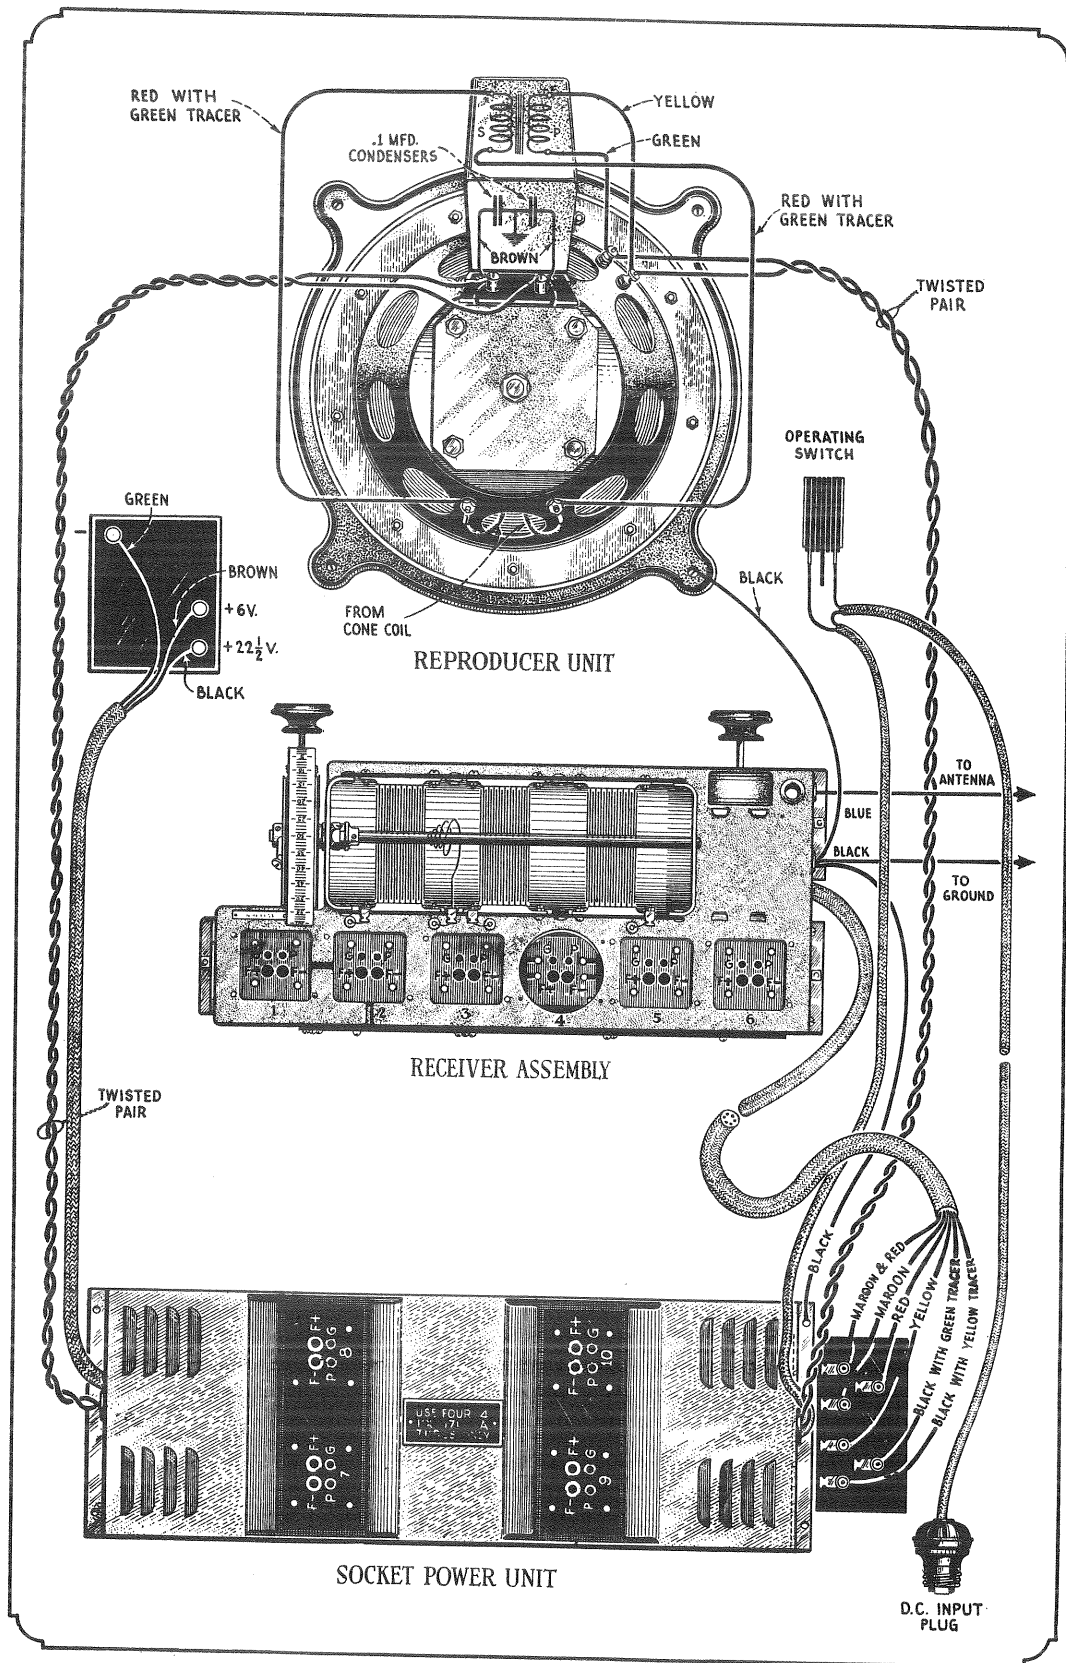 RED WITH
GREEN TRACER
YELLOW
S
P
F
GREEN
.1 MFD.
CONDENSERS
RED WITH
GREEN TRACER
BROWN
TWISTED
PAIR
OPERATING
SWITCH
GREEN
BROWN
+6V.
+22½V.
BLACK
FROM
CONE COIL
BLACK
REPRODUCER UNIT
TO
ANTENNA
BLUE
BLACK
TO
GROUND
1
2
3
4
5
6
RECEIVER ASSEMBLY
TWISTED
PAIR
BLACK
MAROON & RED
MAROON
RED
YELLOW
BLACK WITH GREEN TRACER
BLACK WITH YELLOW TRACER
F- F+
P G
8
F- F+
P G
10
USE FOUR 4
F- F+
P G
7
F- F+
P G
9
SOCKET POWER UNIT
D.C. INPUT
PLUG